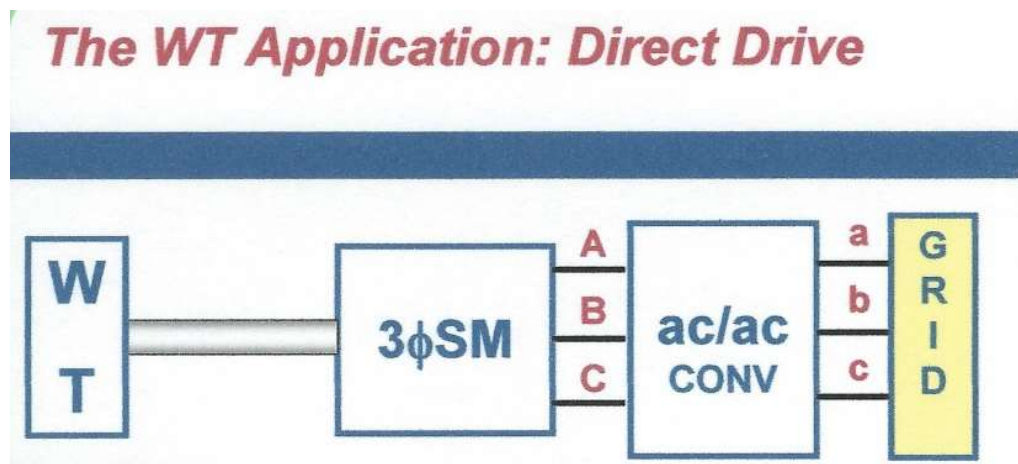 The WT Application: Direct Drive
W
T
3ϕSM
A
B
C
ac/ac
CONV
a
b
c
G
R
I
D